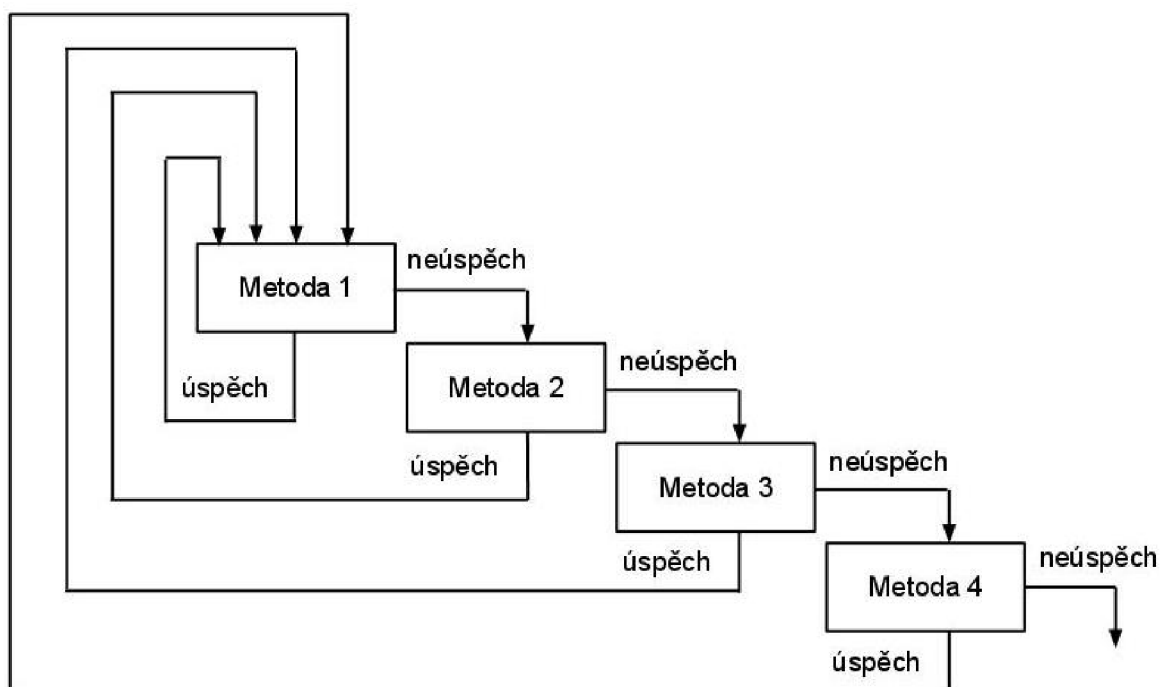 neúspěch
Metoda 1
úspěch
neúspěch
Metoda 2
úspěch
neúspěch
Metoda 3
úspěch
neúspěch
Metoda 4
úspěch